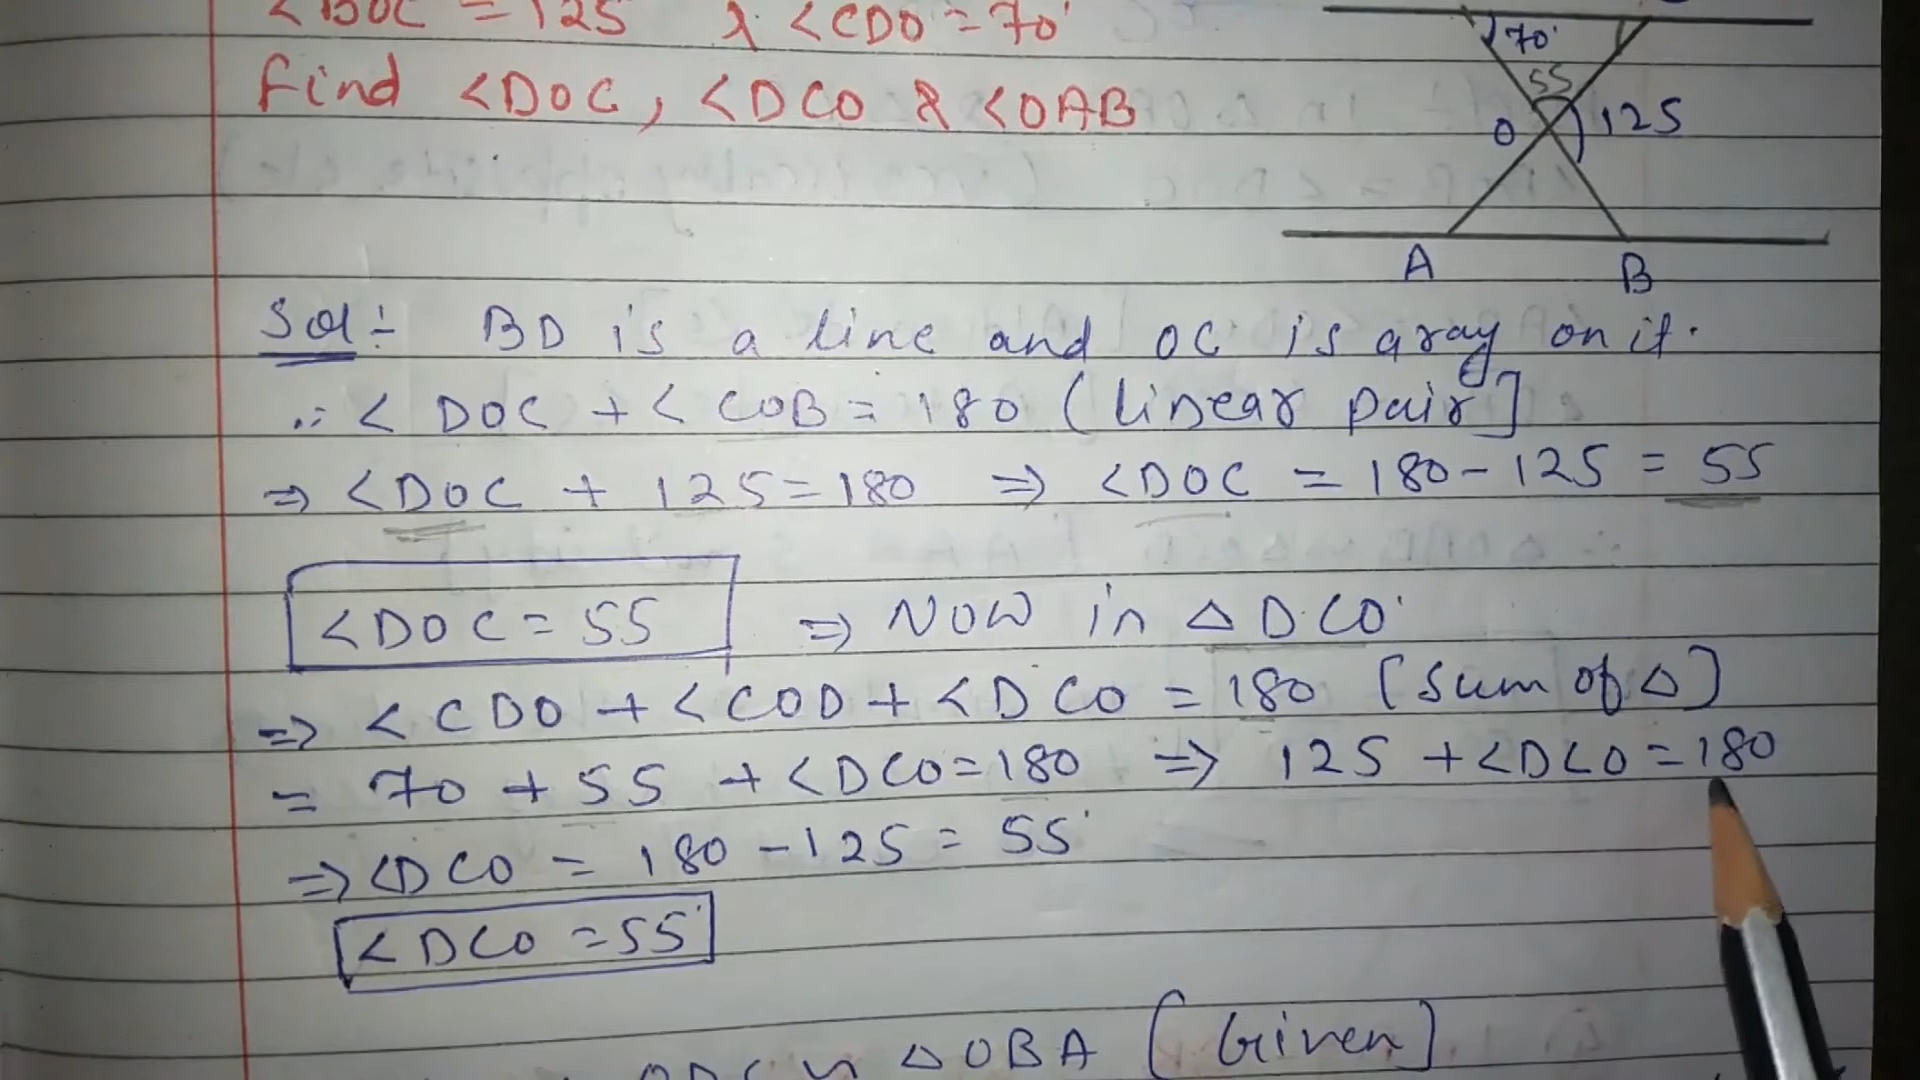 <BOC = 125 & <CDO = 70°
Find <DOC, <DCO & <OAB
70°
55
O
125
A
B
Sol:- BD is a line and OC is a ray on it.
∴ < DOC + < COB = 180 (linear pair]
⇒ <DOC + 125 = 180 ⇒ <DOC = 180 - 125 = 55
<DOC = 55 ⇒ NOW in △ DCO
⇒ < CDO + < COD + < DCO = 180 [Sum of △]
= 70 + 55 + <DCO = 180 ⇒ 125 + <DCO = 180
⇒ <DCO = 180 - 125 = 55°
<DCO = 55°
ODC ~ △ OBA [Given]